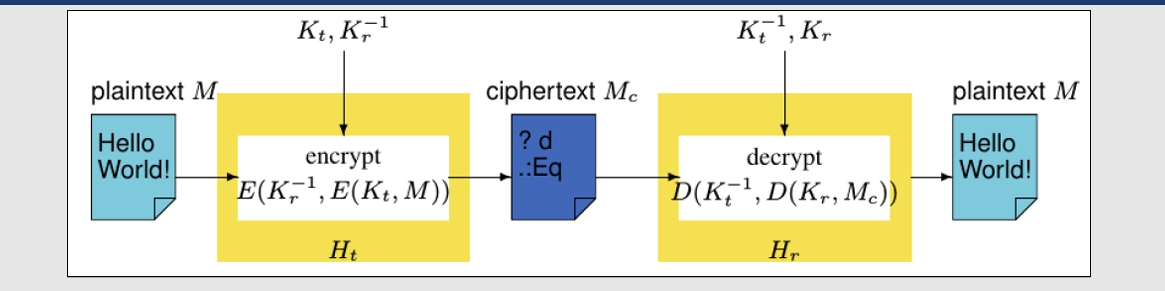 K_t, K_r^{-1}
K_t^{-1}, K_r
plaintext M
ciphertext M_c
plaintext M
Hello
World!
encrypt
E(K_r^{-1}, E(K_t, M))
? d
.:Eq
decrypt
D(K_t^{-1}, D(K_r, M_c))
Hello
World!
H_t
H_r